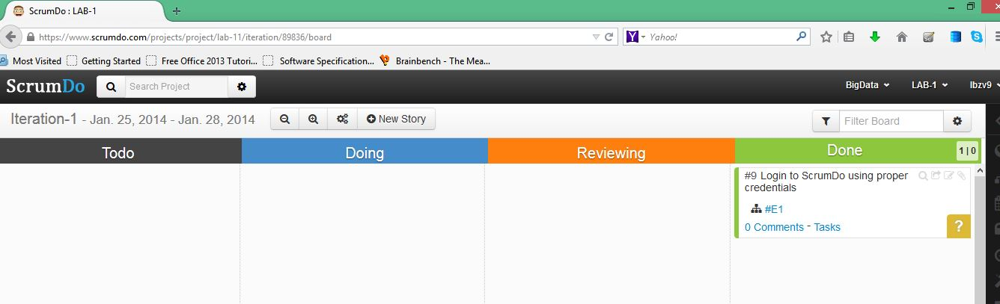 ScrumDo : LAB-1
https://www.scrumdo.com/projects/project/lab-11/iteration/89836/board
Yahoo!
Most Visited Getting Started Free Office 2013 Tutori... Software Specification... Brainbench - The Mea...
ScrumDo Search Project BigData LAB-1 lbzv9
Iteration-1 - Jan. 25, 2014 - Jan. 28, 2014 New Story Filter Board
Todo Doing Reviewing Done 1 | 0
#9 Login to ScrumDo using proper
credentials
#E1
0 Comments - Tasks
?